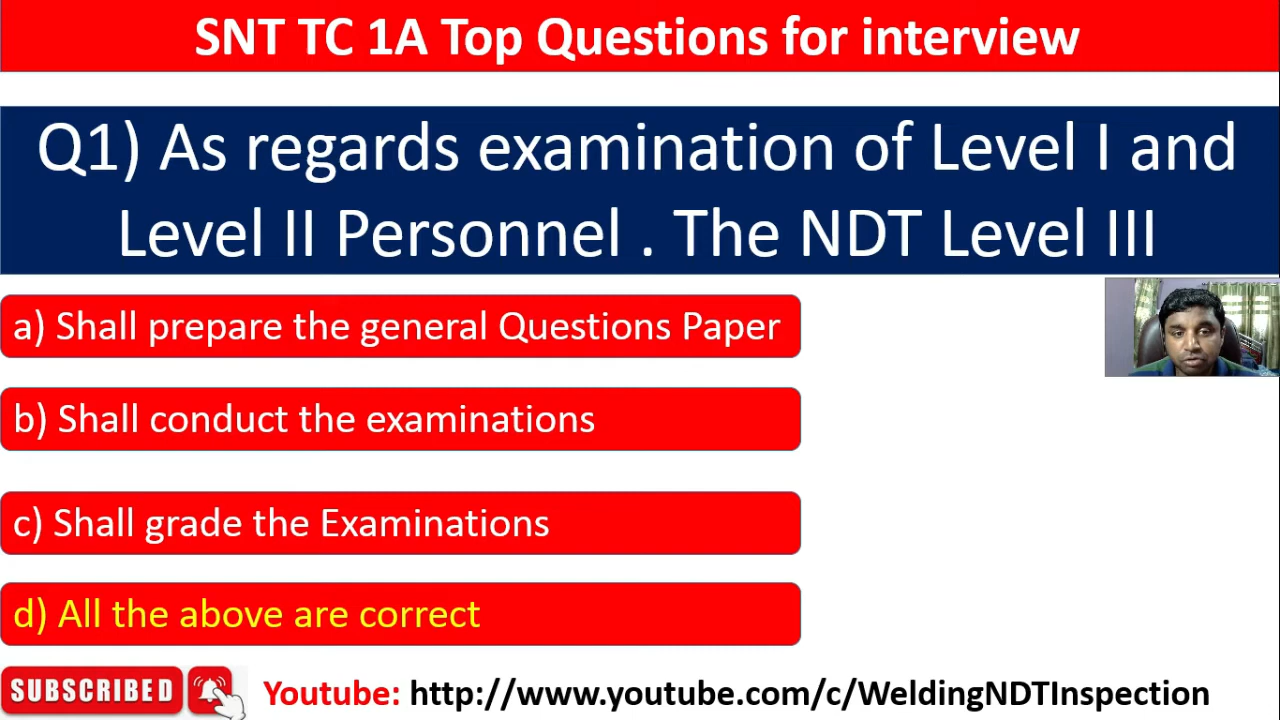 SNT TC 1A Top Questions for interview
Q1) As regards examination of Level I and
Level II Personnel . The NDT Level III
a) Shall prepare the general Questions Paper
b) Shall conduct the examinations
c) Shall grade the Examinations
d) All the above are correct
SUBSCRIBED
Youtube: http://www.youtube.com/c/WeldingNDTInspection